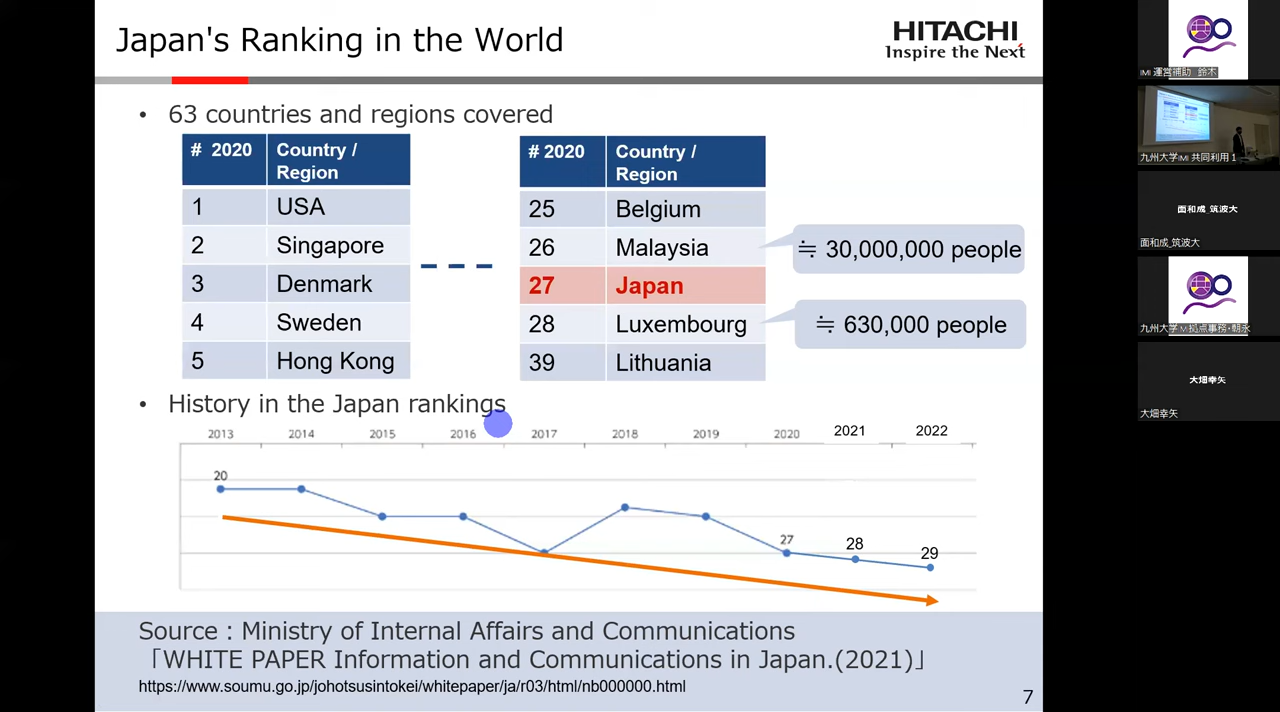 Japan's Ranking in the World
HITACHI
Inspire the Next
• 63 countries and regions covered
# 2020 Country / Region
1 USA
2 Singapore
3 Denmark
4 Sweden
5 Hong Kong
# 2020 Country / Region
25 Belgium
26 Malaysia
27 Japan
28 Luxembourg
39 Lithuania
≒ 30,000,000 people
≒ 630,000 people
• History in the Japan rankings
2013 2014 2015 2016 2017 2018 2019 2020 2021 2022
20
27
28
29
Source : Ministry of Internal Affairs and Communications
「WHITE PAPER Information and Communications in Japan.(2021)」
https://www.soumu.go.jp/johotsusintokei/whitepaper/ja/r03/html/nb000000.html
7
IMI 運営補助 鈴木
九州大学IMI 共同利用1
面和成_筑波大
面和成_筑波大
九州大学IMI拠点事務・朝永
大畑幸矢
大畑幸矢